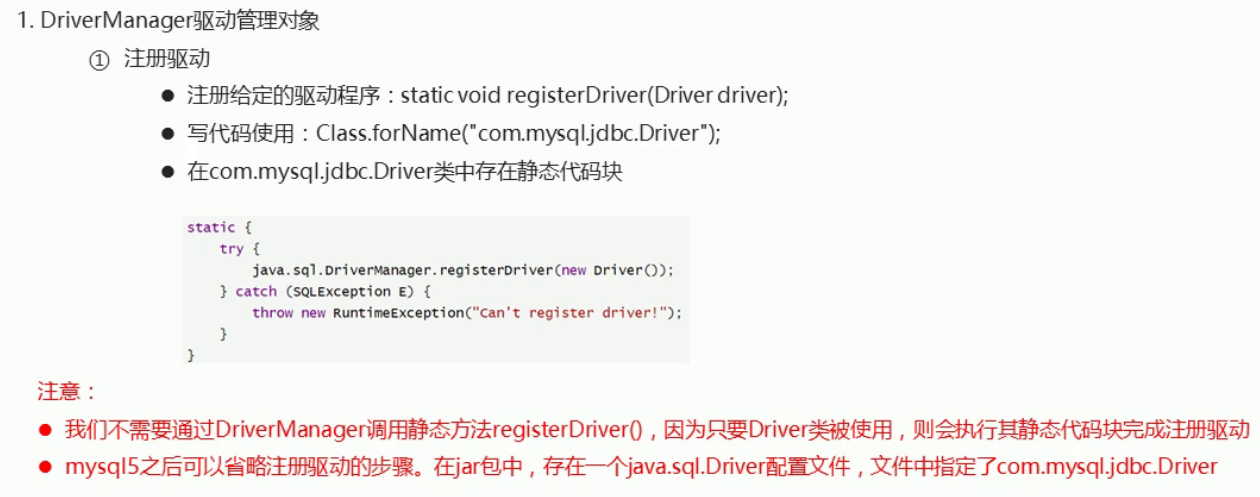 1. DriverManager驱动管理对象
① 注册驱动
● 注册给定的驱动程序：static void registerDriver(Driver driver);
● 写代码使用：Class.forName("com.mysql.jdbc.Driver");
● 在com.mysql.jdbc.Driver类中存在静态代码块
static {
    try {
        java.sql.DriverManager.registerDriver(new Driver());
    } catch (SQLException E) {
        throw new RuntimeException("Can't register driver!");
    }
}
注意：
● 我们不需要通过DriverManager调用静态方法registerDriver()，因为只要Driver类被使用，则会执行其静态代码块完成注册驱动
● mysql5之后可以省略注册驱动的步骤。在jar包中，存在一个java.sql.Driver配置文件，文件中指定了com.mysql.jdbc.Driver